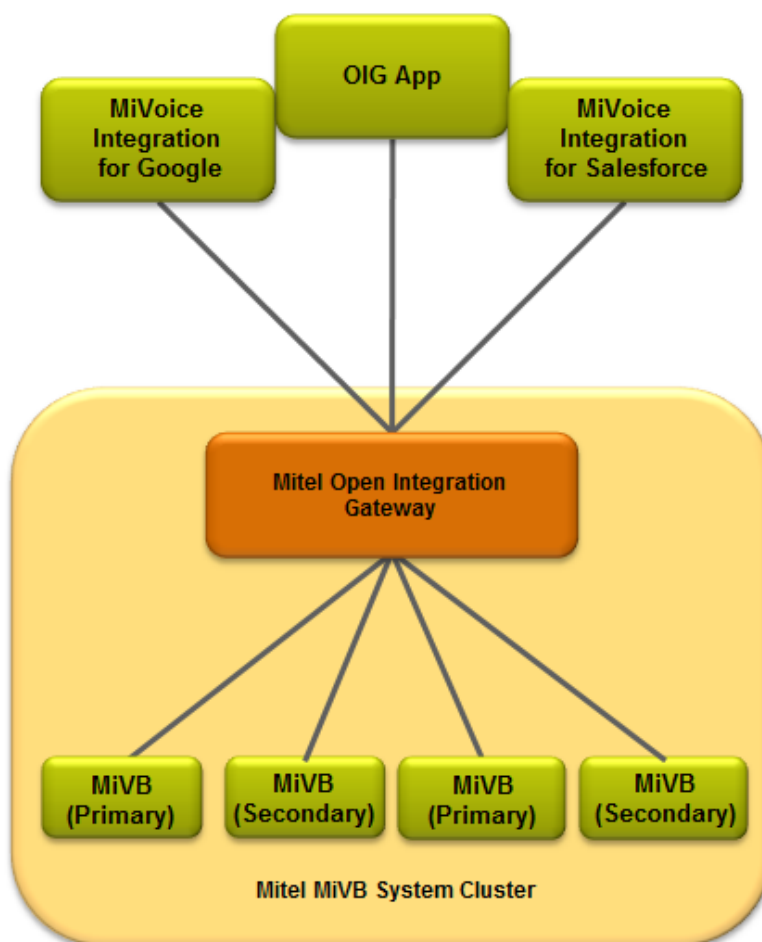 OIG App
MiVoice
Integration
for Google
MiVoice
Integration
for Salesforce
Mitel Open Integration
Gateway
MiVB
(Primary)
MiVB
(Secondary)
MiVB
(Primary)
MiVB
(Secondary)
Mitel MiVB System Cluster